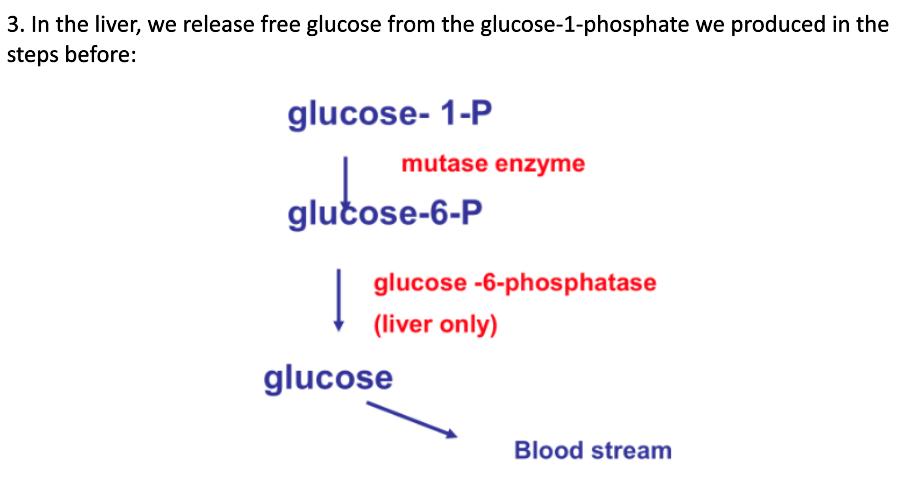 3. In the liver, we release free glucose from the glucose-1-phosphate we produced in the
steps before:
glucose- 1-P
mutase enzyme
glucose-6-P
glucose -6-phosphatase
(liver only)
glucose
Blood stream